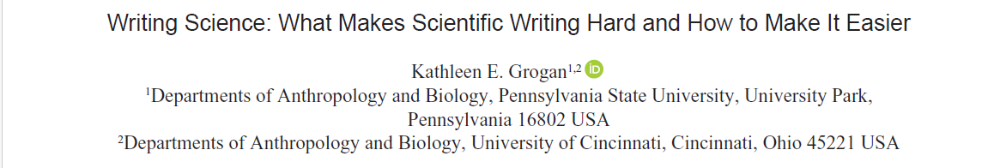 Writing Science: What Makes Scientific Writing Hard and How to Make It Easier
Kathleen E. Grogan1,2 iD
1Departments of Anthropology and Biology, Pennsylvania State University, University Park,
Pennsylvania 16802 USA
2Departments of Anthropology and Biology, University of Cincinnati, Cincinnati, Ohio 45221 USA